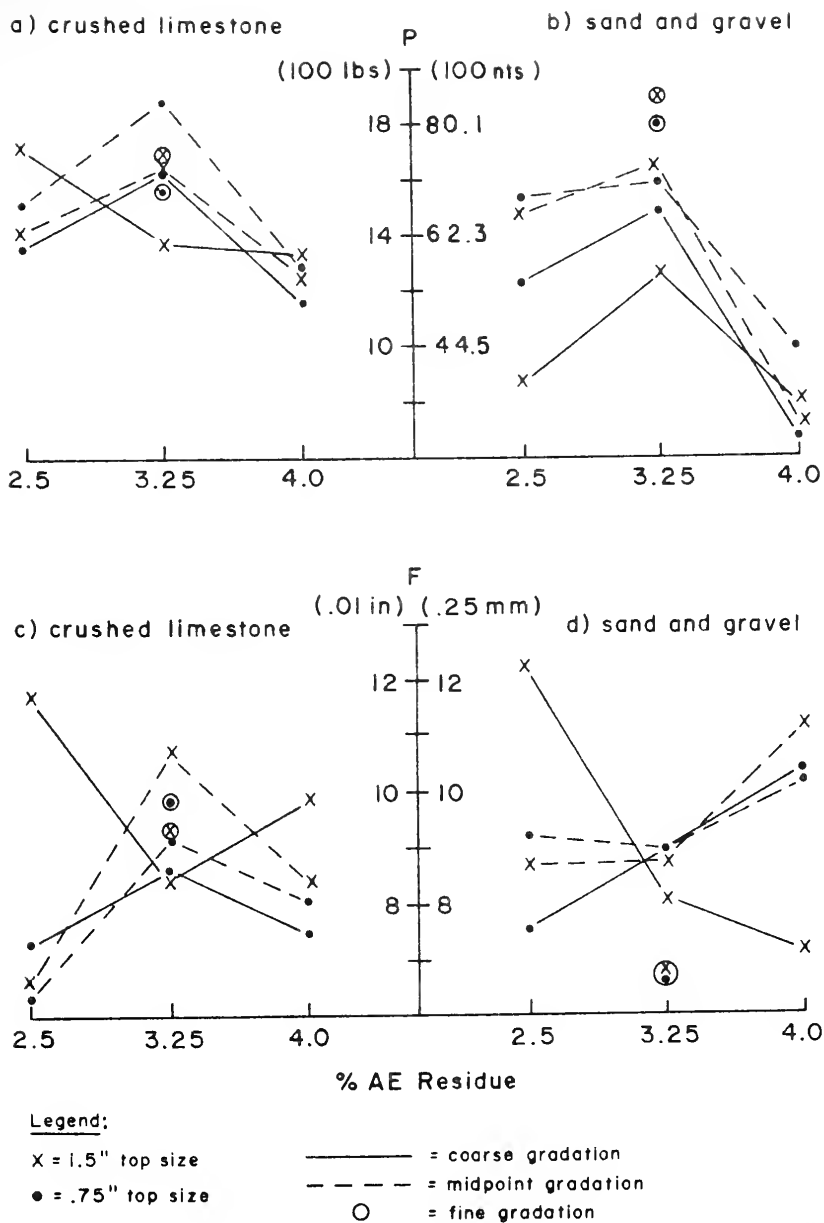 a) crushed limestone
P
b) sand and gravel
(100 lbs) (100 nts)
18 80.1
14 62.3
10 44.5
2.5 3.25 4.0 2.5 3.25 4.0
F
(.01 in) (.25 mm)
c) crushed limestone
d) sand and gravel
12 12
10 10
8 8
2.5 3.25 4.0 2.5 3.25 4.0
% AE Residue
Legend:
X = 1.5" top size
● = .75" top size
= coarse gradation
= midpoint gradation
= fine gradation